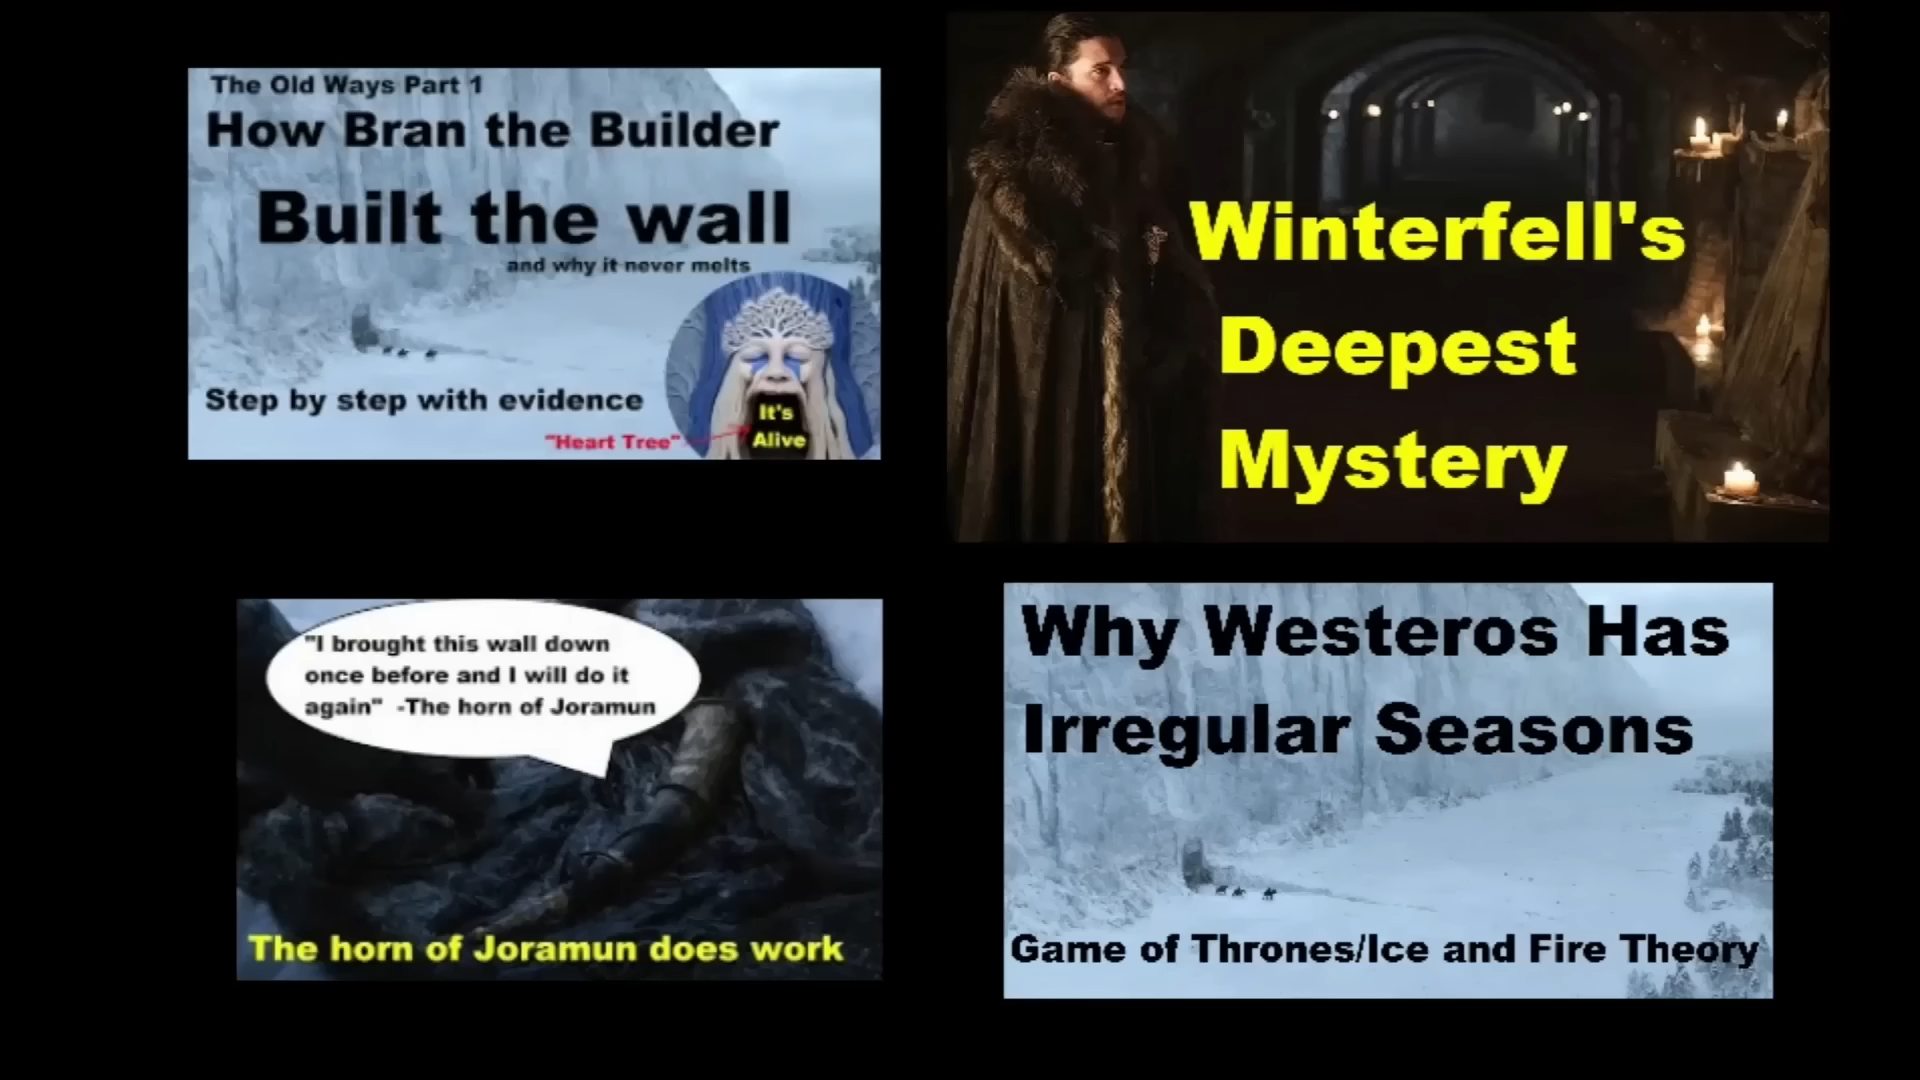 The Old Ways Part 1
How Bran the Builder
Built the wall
and why it never melts
Step by step with evidence
"Heart Tree"
It's
Alive
Winterfell's
Deepest
Mystery
"I brought this wall down
once before and I will do it
again" -The horn of Joramun
The horn of Joramun does work
Why Westeros Has
Irregular Seasons
Game of Thrones/Ice and Fire Theory